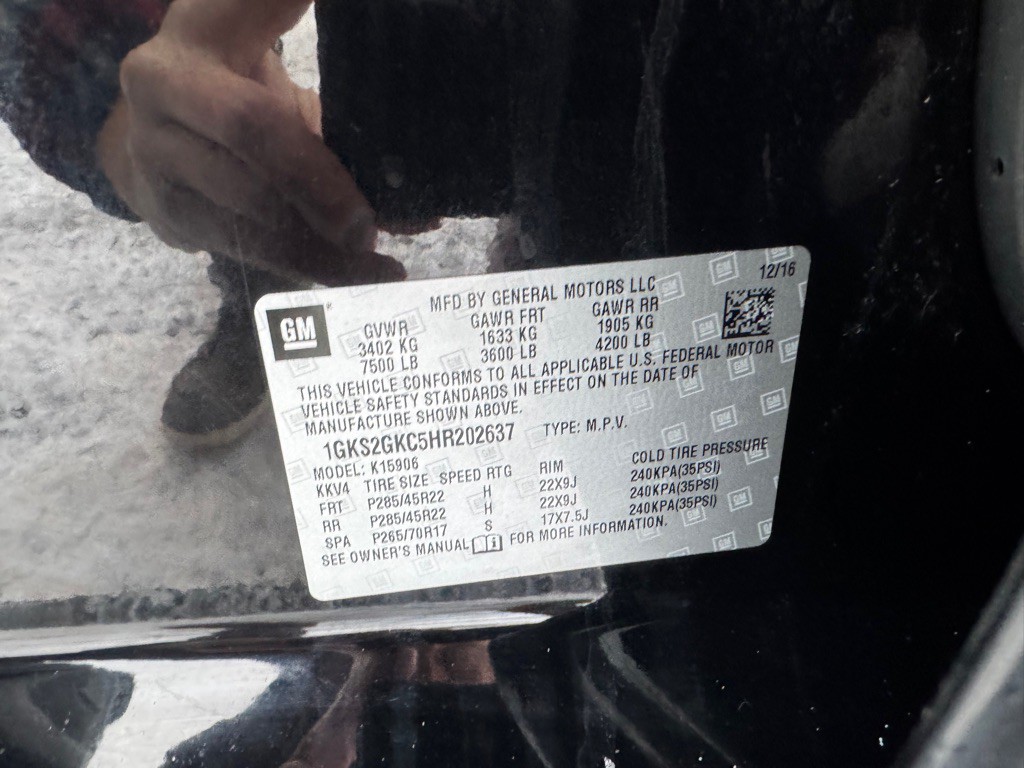 12/16
MFD BY GENERAL MOTORS LLC
GM®
GVWR GAWR FRT GAWR RR
3402 KG 1633 KG 1905 KG
7500 LB 3600 LB 4200 LB
THIS VEHICLE CONFORMS TO ALL APPLICABLE U.S. FEDERAL MOTOR
VEHICLE SAFETY STANDARDS IN EFFECT ON THE DATE OF
MANUFACTURE SHOWN ABOVE.
1GKS2GKC5HR202637 TYPE: M.P.V.
MODEL: K15906
KKV4 TIRE SIZE SPEED RTG RIM COLD TIRE PRESSURE
FRT P285/45R22 H 22X9J 240KPA(35PSI)
RR P285/45R22 H 22X9J 240KPA(35PSI)
SPA P265/70R17 S 17X7.5J 240KPA(35PSI)
SEE OWNER'S MANUAL FOR MORE INFORMATION.